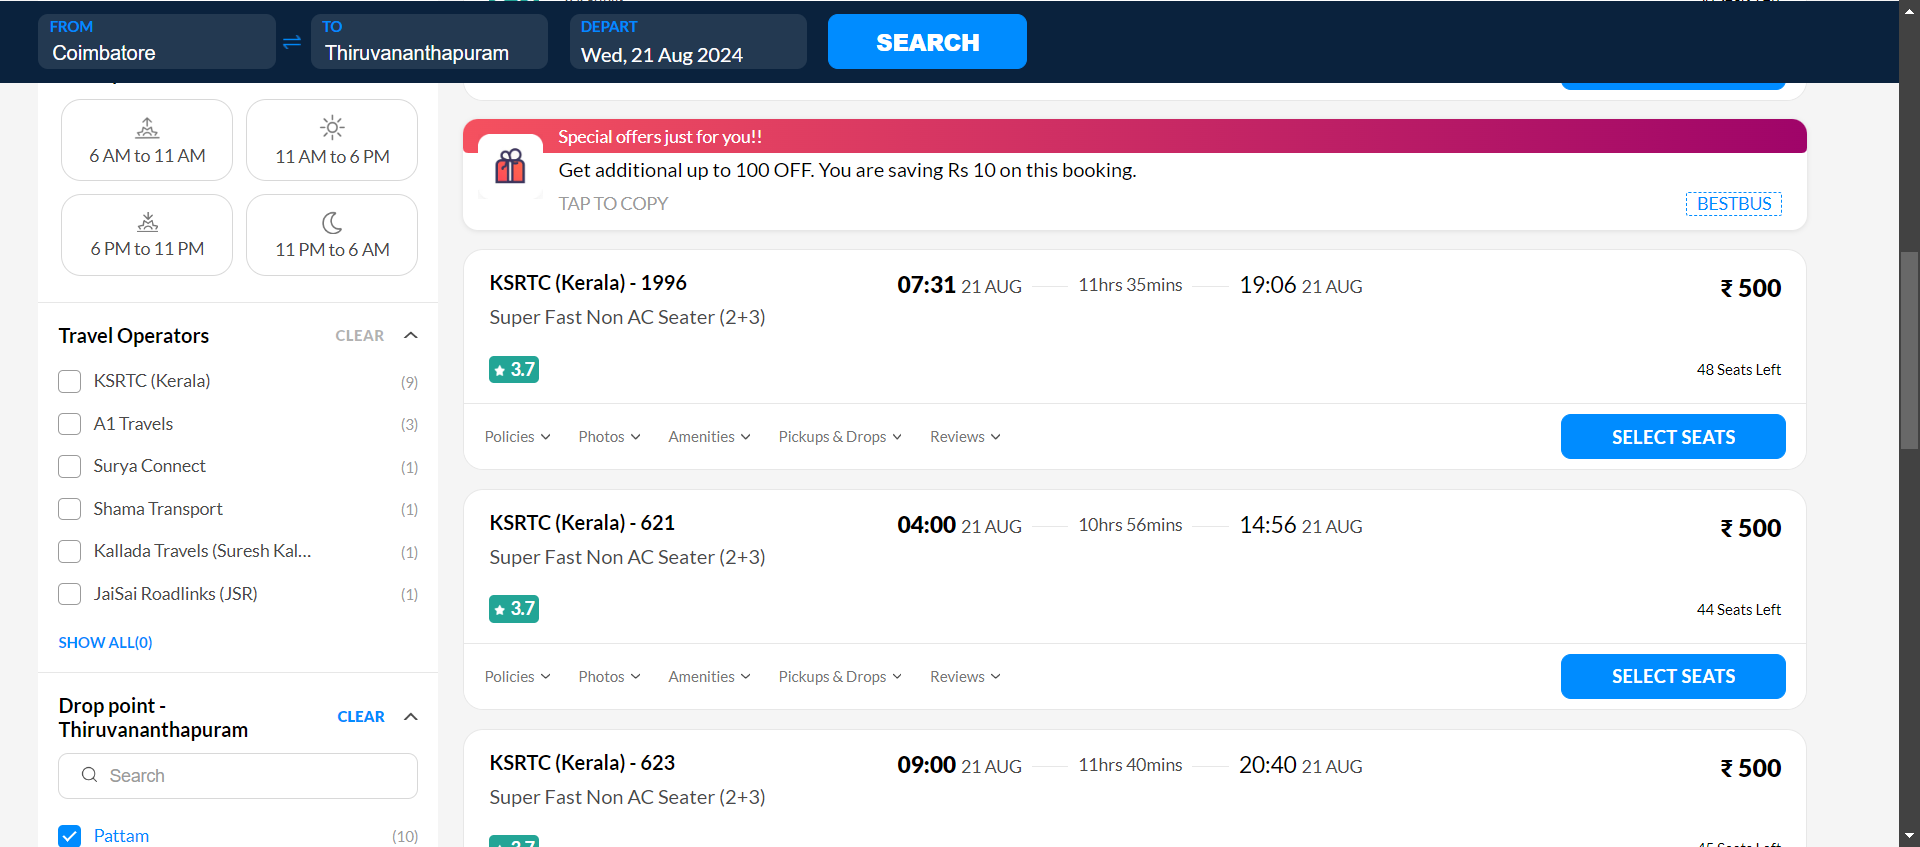 FROM
Coimbatore
TO
Thiruvananthapuram
DEPART
Wed, 21 Aug 2024
SEARCH
6 AM to 11 AM
11 AM to 6 PM
6 PM to 11 PM
11 PM to 6 AM
Travel Operators
CLEAR
KSRTC (Kerala) (9)
A1 Travels (3)
Surya Connect (1)
Shama Transport (1)
Kallada Travels (Suresh Kal... (1)
JaiSai Roadlinks (JSR) (1)
SHOW ALL(0)
Drop point -
Thiruvananthapuram
CLEAR
Search
Pattam (10)
Special offers just for you!!
Get additional up to 100 OFF. You are saving Rs 10 on this booking.
TAP TO COPY
BESTBUS
KSRTC (Kerala) - 1996
07:31 21 AUG 11hrs 35mins 19:06 21 AUG
₹ 500
Super Fast Non AC Seater (2+3)
3.7
48 Seats Left
Policies Photos Amenities Pickups & Drops Reviews
SELECT SEATS
KSRTC (Kerala) - 621
04:00 21 AUG 10hrs 56mins 14:56 21 AUG
₹ 500
Super Fast Non AC Seater (2+3)
3.7
44 Seats Left
Policies Photos Amenities Pickups & Drops Reviews
SELECT SEATS
KSRTC (Kerala) - 623
09:00 21 AUG 11hrs 40mins 20:40 21 AUG
₹ 500
Super Fast Non AC Seater (2+3)